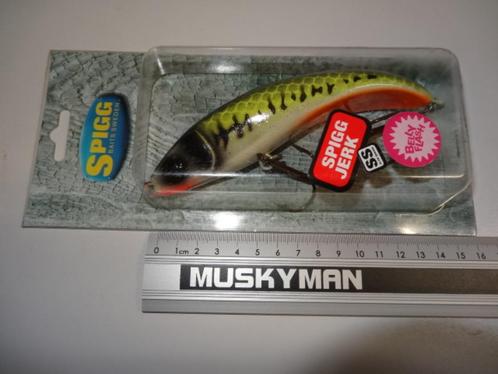 SPIGG
BAITS SWEDEN
SPIGG
JERK
SS
BELLY
FLASH
0 1cm 2 3 4 5 6 7 8 9 10 11 12 13 14 15 16
MUSKYMAN